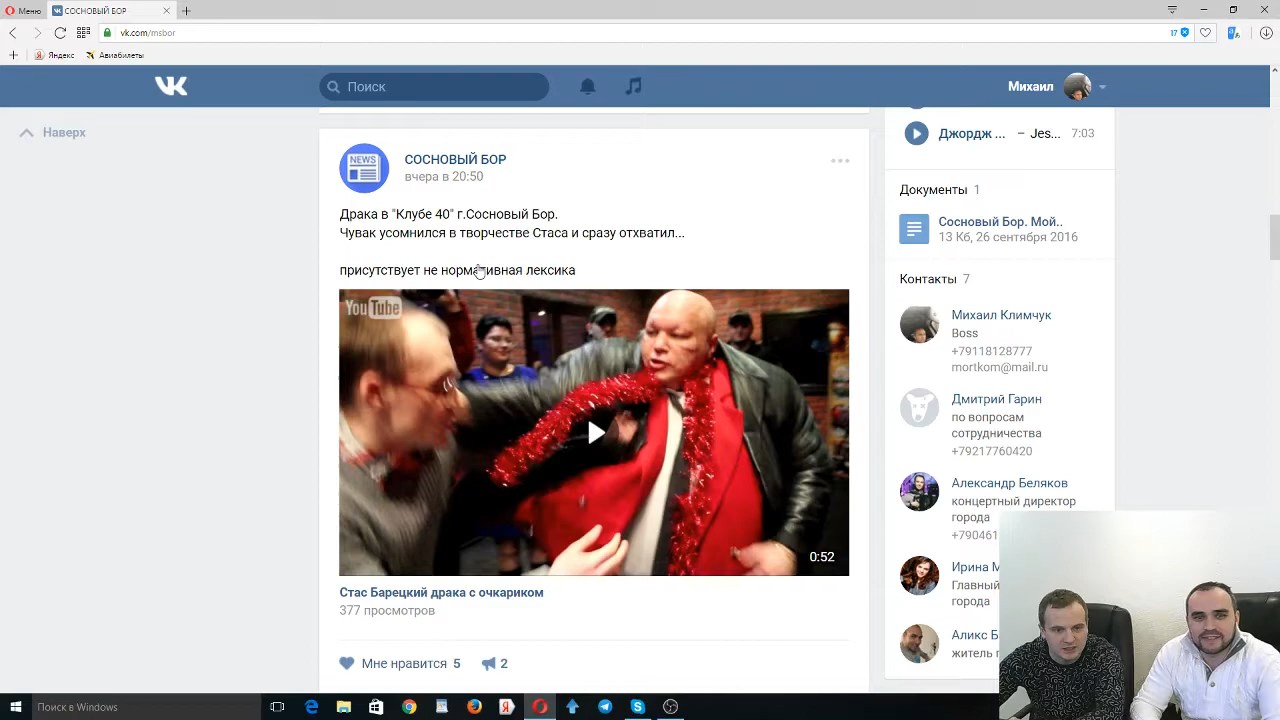 Меню
СОСНОВЫЙ БОР
vk.com/msbor
17
Яндекс
Авиабилеты
Поиск
Михаил
Наверх
NEWS
СОСНОВЫЙ БОР
вчера в 20:50
Драка в "Клубе 40" г.Сосновый Бор.
Чувак усомнился в творчестве Стаса и сразу отхватил...
присутствует не нормативная лексика
YouTube
0:52
Стас Барецкий драка с очкариком
377 просмотров
Мне нравится 5
2
Джордж ... – Jes... 7:03
Документы 1
Сосновый Бор. Мой..
13 Кб, 26 сентября 2016
Контакты 7
Михаил Климчук
Boss
+79118128777
mortkom@mail.ru
Дмитрий Гарин
по вопросам
сотрудничества
+79217760420
Александр Беляков
концертный директор
города
+790461
Ирина М
Главный
города
Аликс Б
житель г
Поиск в Windows